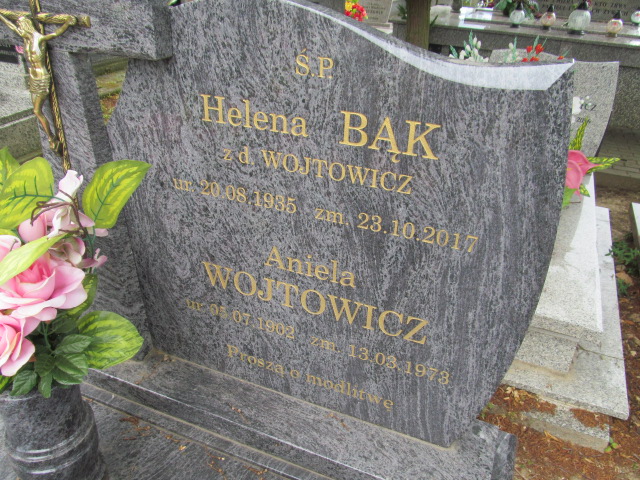 Ś.P.
Helena BĄK
z d. WOJTOWICZ
ur. 20.08.1935 zm. 23.10.2017
Aniela
WOJTOWICZ
ur. 05.07.1902 zm. 13.03.1973
Proszą o modlitwę